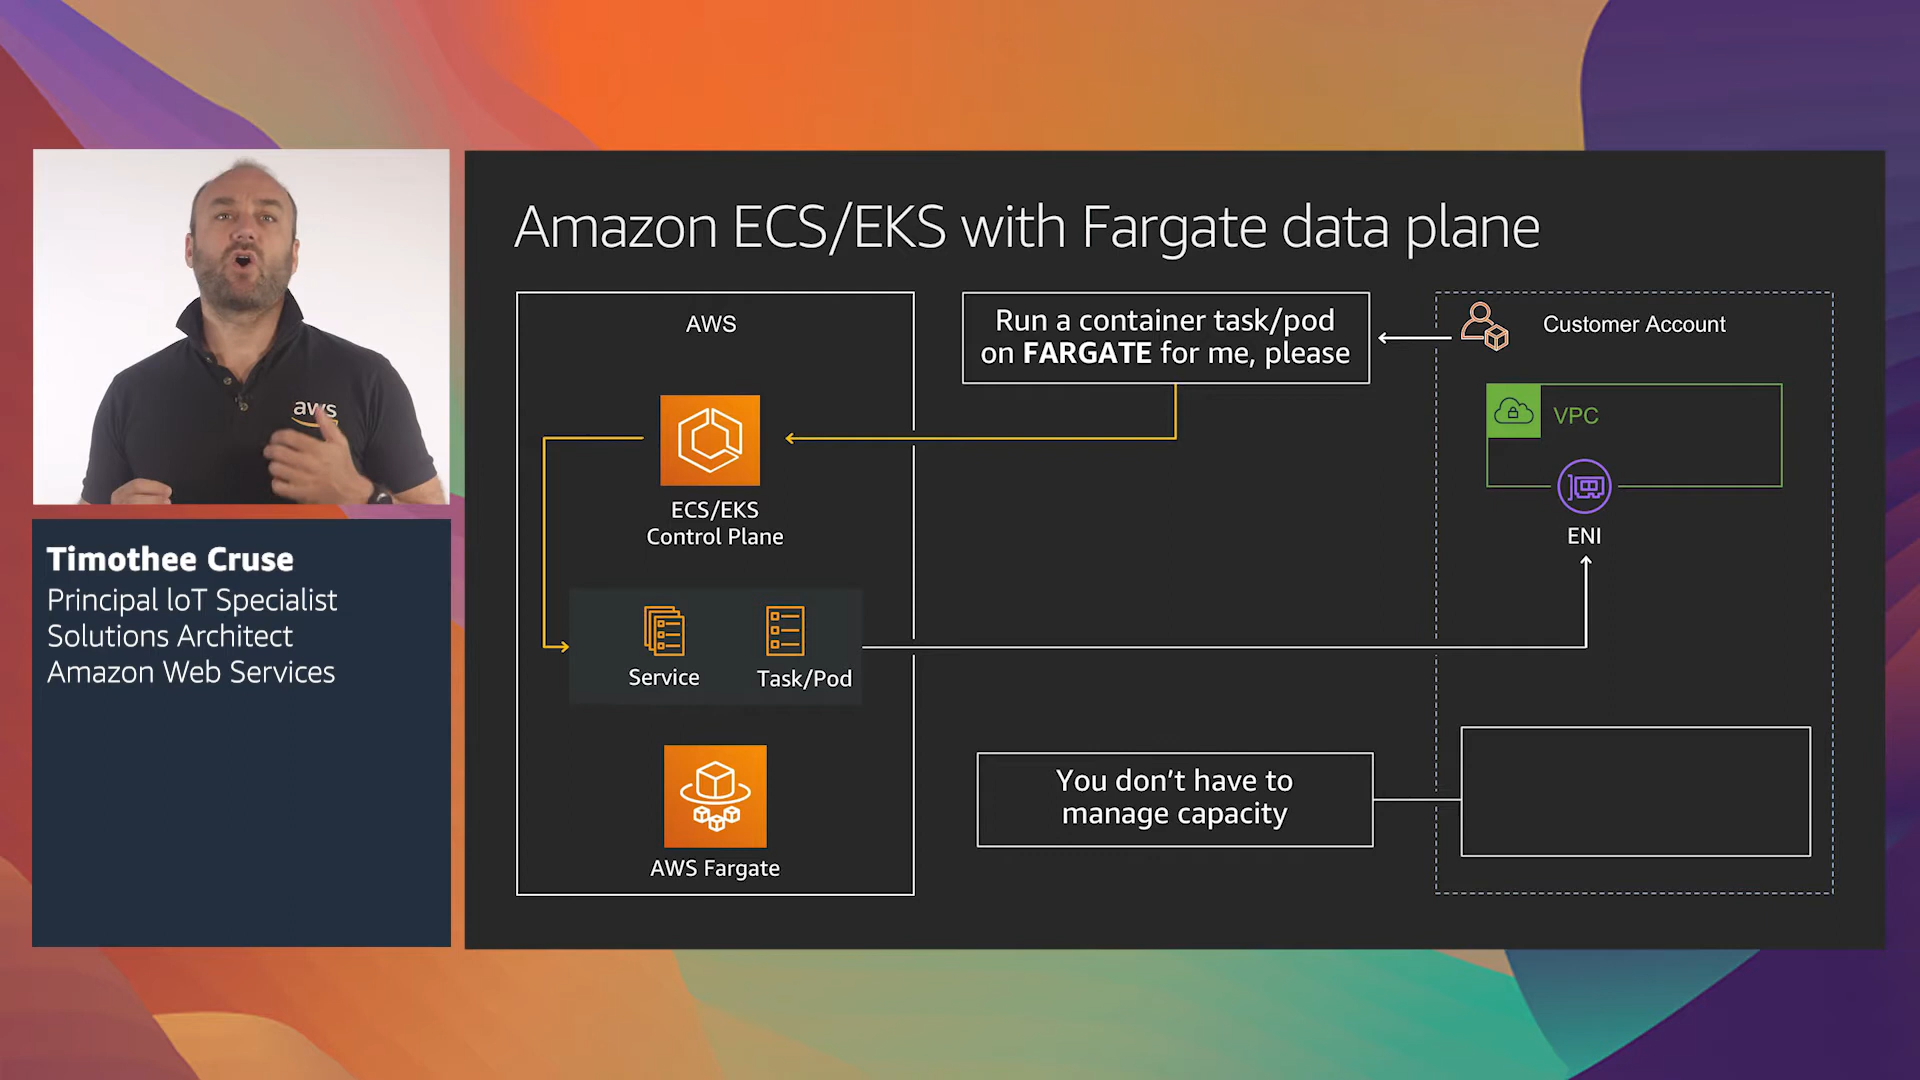 Amazon ECS/EKS with Fargate data plane
AWS
Run a container task/pod
on FARGATE for me, please
Customer Account
VPC
ECS/EKS
Control Plane
ENI
Service
Task/Pod
You don't have to
manage capacity
AWS Fargate
aws
Timothee Cruse
Principal IoT Specialist
Solutions Architect
Amazon Web Services